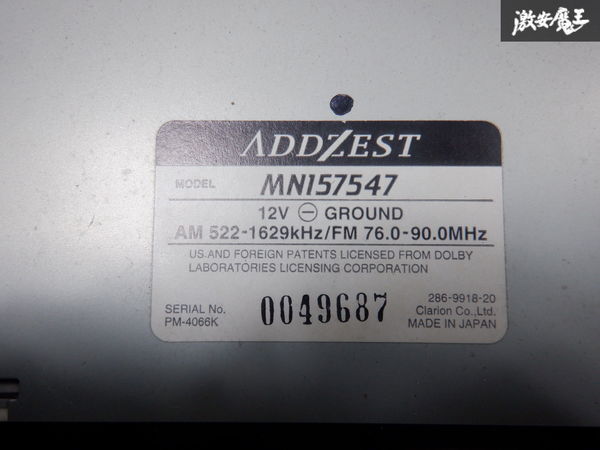 激安魔王
ADDZEST
MODEL MN157547
12V ⊖ GROUND
AM 522-1629kHz/FM 76.0-90.0MHz
US AND FOREIGN PATENTS LICENSED FROM DOLBY
LABORATORIES LICENSING CORPORATION
SERIAL No. 0049687 286-9918-20
PM-4066K Clarion Co.,Ltd.
MADE IN JAPAN